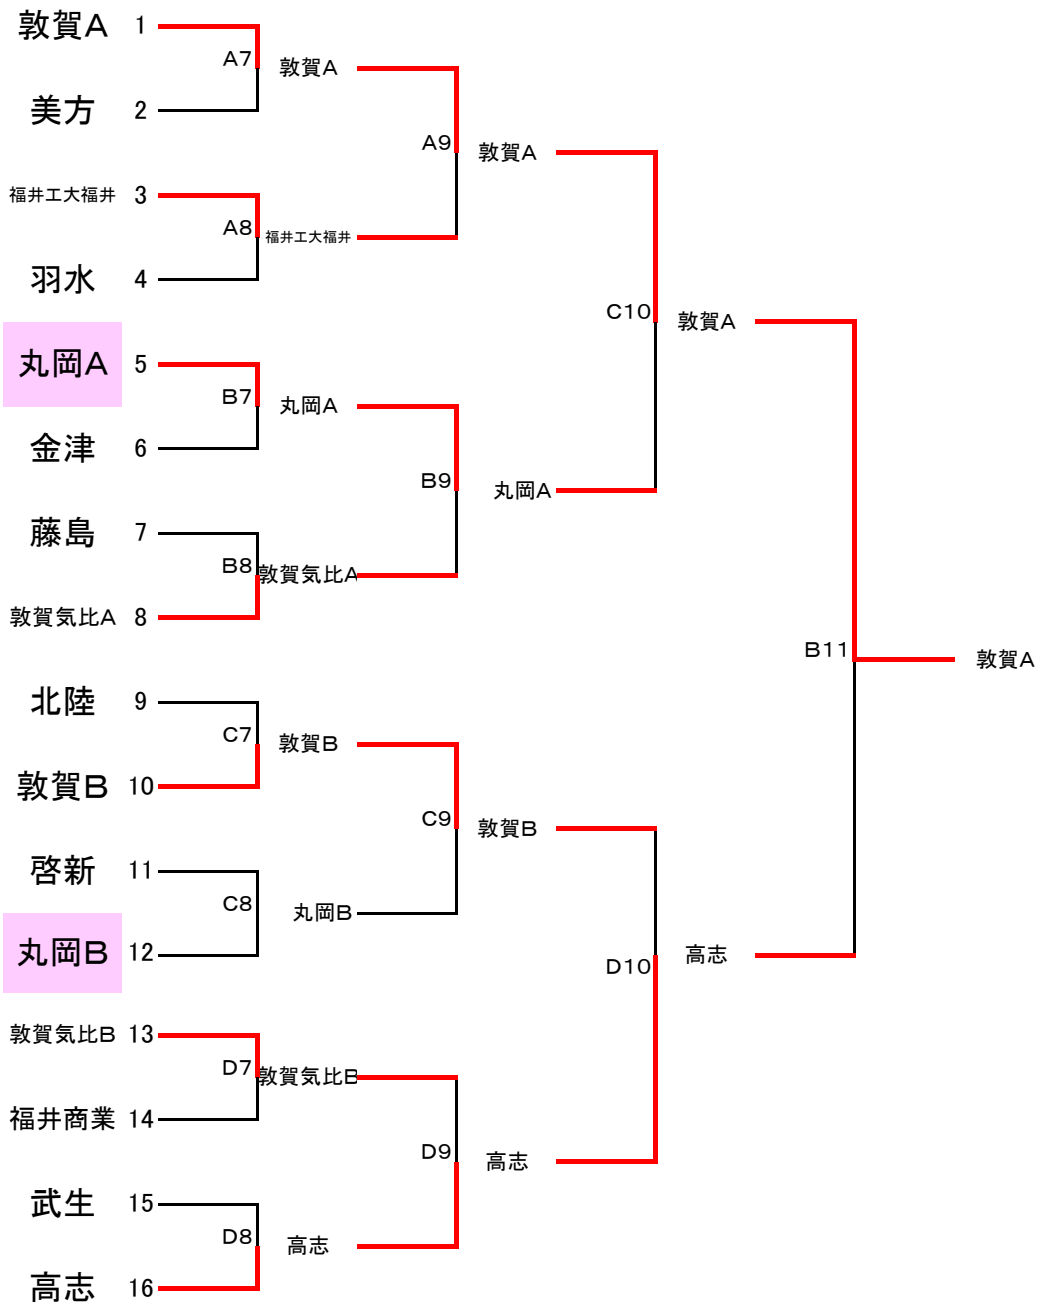 敦賀A 1
A7
敦賀A
美方 2
A9
敦賀A
福井工大福井 3
A8
福井工大福井
羽水 4
C10
敦賀A
丸岡A 5
B7
丸岡A
金津 6
B9
丸岡A
藤島 7
B8
敦賀気比A
敦賀気比A 8
B11
敦賀A
北陸 9
C7
敦賀B
敦賀B 10
C9
敦賀B
啓新 11
C8
丸岡B
丸岡B 12
D10
高志
敦賀気比B 13
D7
敦賀気比B
福井商業 14
D9
高志
武生 15
D8
高志
高志 16